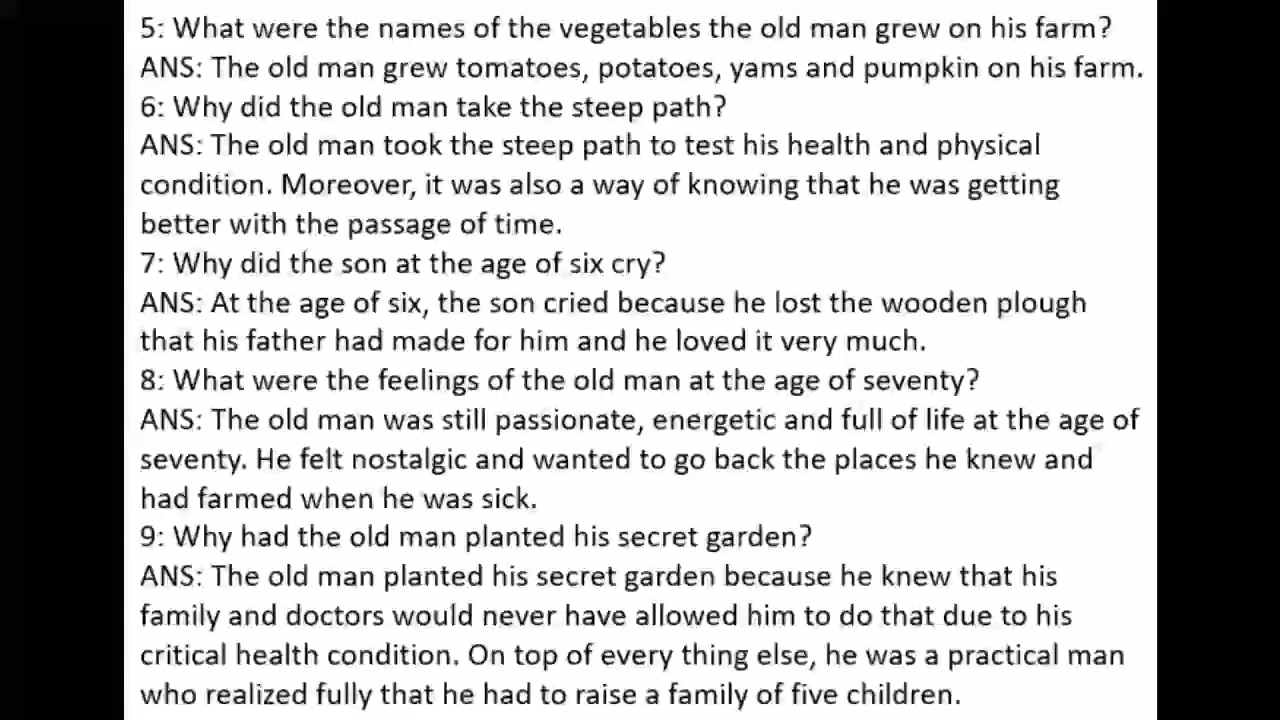 5: What were the names of the vegetables the old man grew on his farm?
ANS: The old man grew tomatoes, potatoes, yams and pumpkin on his farm.
6: Why did the old man take the steep path?
ANS: The old man took the steep path to test his health and physical
condition. Moreover, it was also a way of knowing that he was getting
better with the passage of time.
7: Why did the son at the age of six cry?
ANS: At the age of six, the son cried because he lost the wooden plough
that his father had made for him and he loved it very much.
8: What were the feelings of the old man at the age of seventy?
ANS: The old man was still passionate, energetic and full of life at the age of
seventy. He felt nostalgic and wanted to go back the places he knew and
had farmed when he was sick.
9: Why had the old man planted his secret garden?
ANS: The old man planted his secret garden because he knew that his
family and doctors would never have allowed him to do that due to his
critical health condition. On top of every thing else, he was a practical man
who realized fully that he had to raise a family of five children.